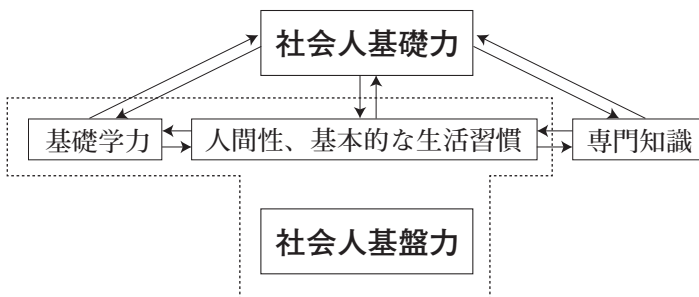 社会人基礎力
基礎学力
人間性、基本的な生活習慣
専門知識
社会人基盤力